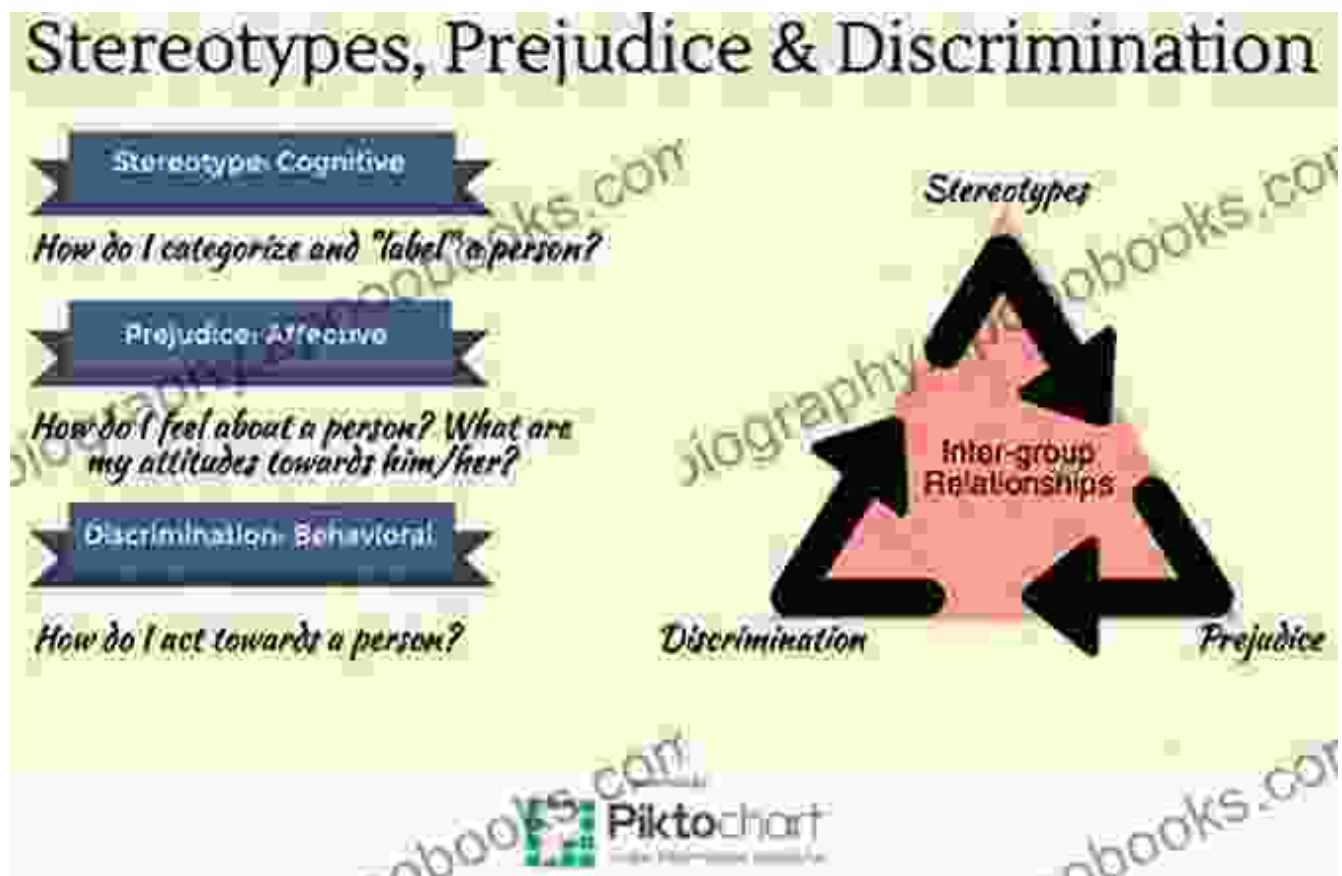 Stereotypes, Prejudice & Discrimination
Stereotype: Cognitive
How do I categorize and "label" a person?
Prejudice: Affective
How do I feel about a person? What are
my attitudes towards him/her?
Discrimination: Behavioral
How do I act towards a person?
Stereotypes
Inter-group
Relationships
Discrimination
Prejudice
Piktochart